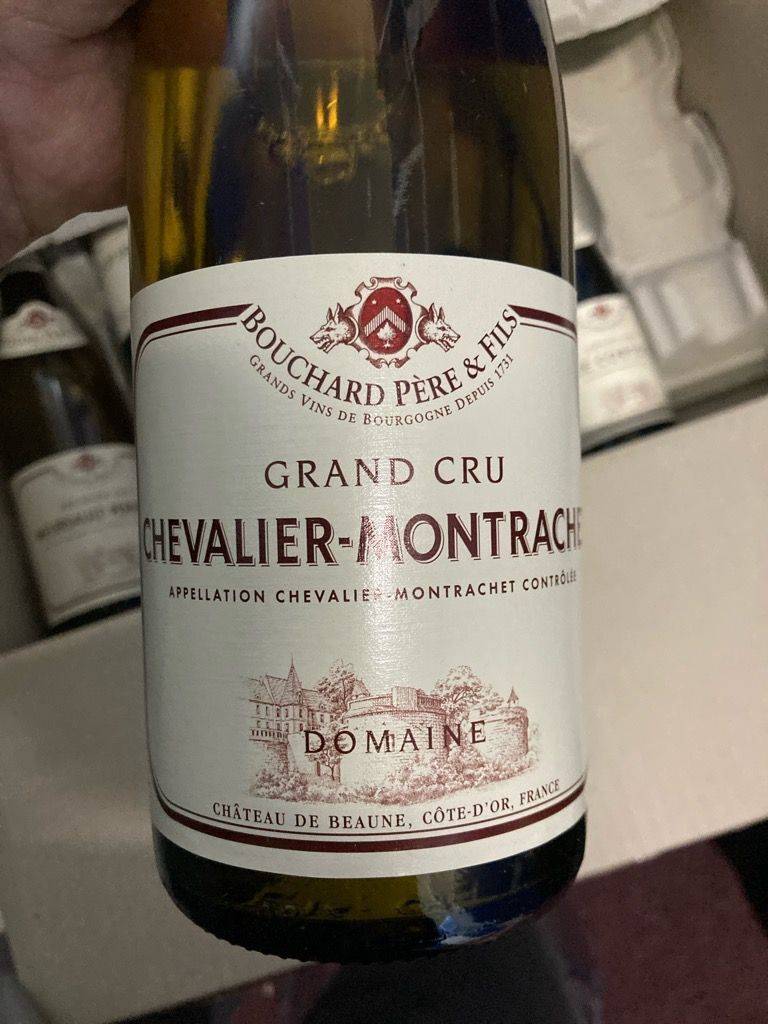 BOUCHARD PÈRE & FILS
GRANDS VINS DE BOURGOGNE DEPUIS 1731
GRAND CRU
CHEVALIER-MONTRACHE
APPELLATION CHEVALIER-MONTRACHET CONTRÔLÉE
DOMAINE
CHÂTEAU DE BEAUNE, CÔTE-D'OR, FRANCE